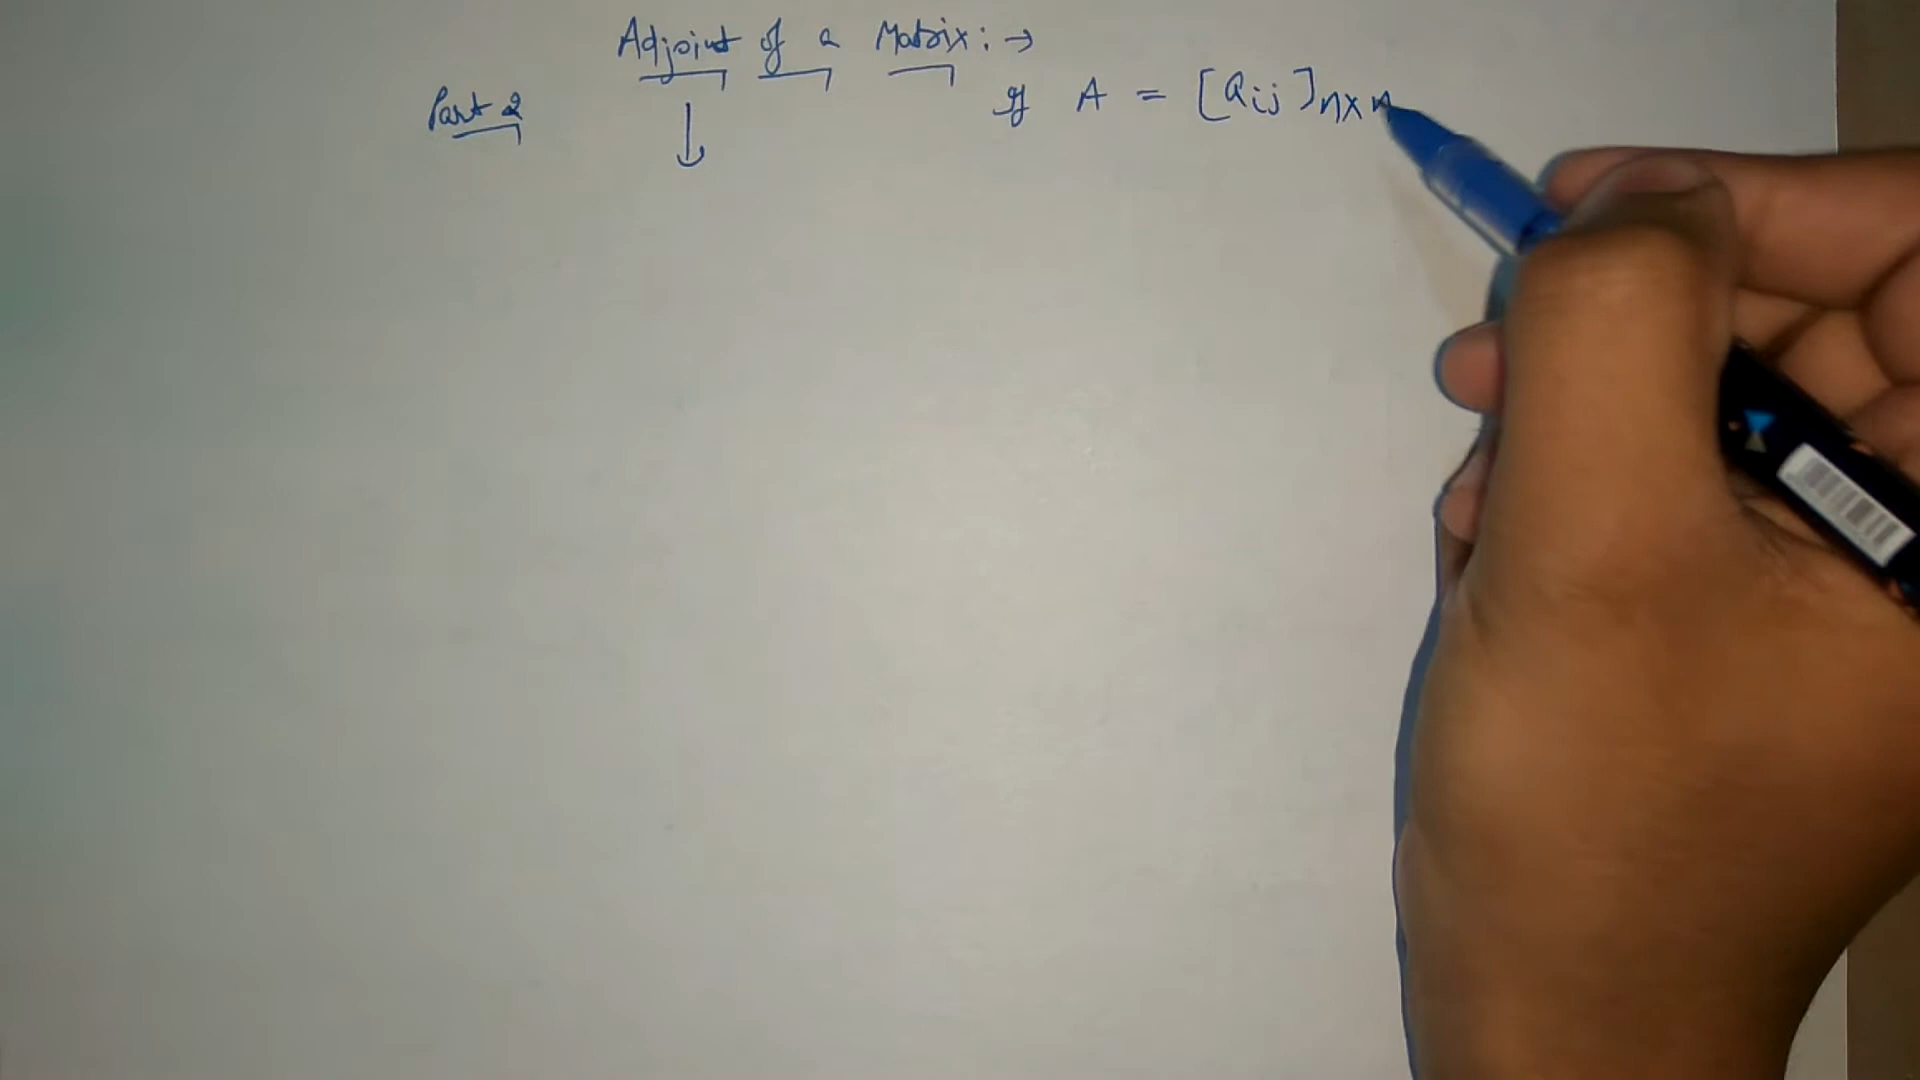 Adjoint of a Matrix : →
Part 2
If A = [aij]n×n